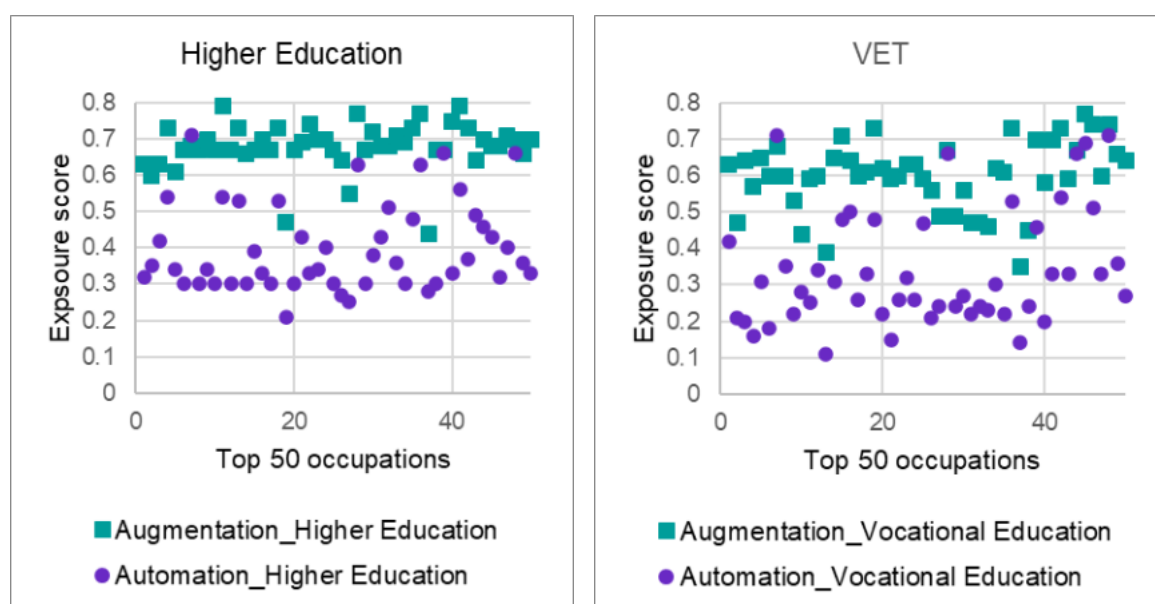 Higher Education
0.8
0.7
0.6
0.5
0.4
0.3
0.2
0.1
0
Expsoure score
0 20 40
Top 50 occupations
Augmentation_Higher Education
Automation_Higher Education
VET
0.8
0.7
0.6
0.5
0.4
0.3
0.2
0.1
0
Exposure score
0 20 40
Top 50 occupations
Augmentation_Vocational Education
Automation_Vocational Education